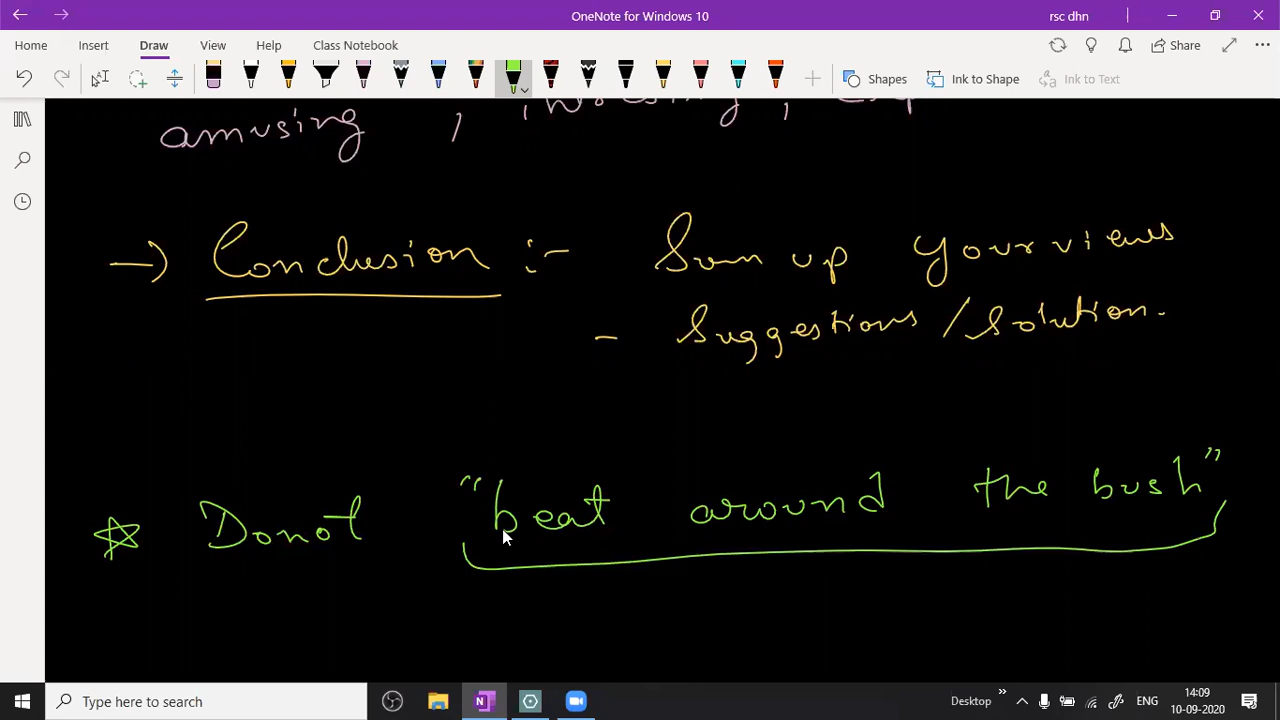 OneNote for Windows 10
rsc dhn
Home Insert Draw View Help Class Notebook
Share
Shapes Ink to Shape Ink to Text
amusing ,
→ Conclusion :- Sum up your views
- Suggestions / Solution.
☆ Donot "beat around the bush"
Type here to search
Desktop
ENG
14:09
10-09-2020